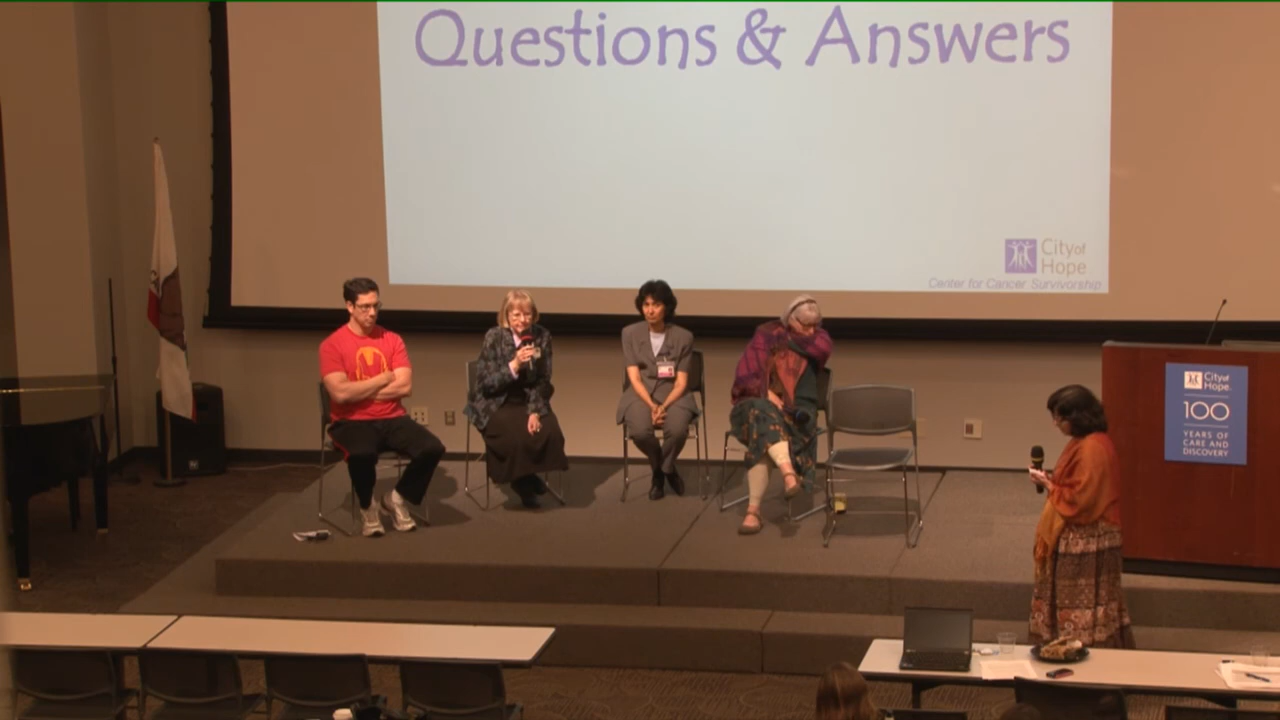 Questions & Answers
City of
Hope
Center for Cancer Survivorship
City of
Hope
100
YEARS OF
CARE AND
DISCOVERY